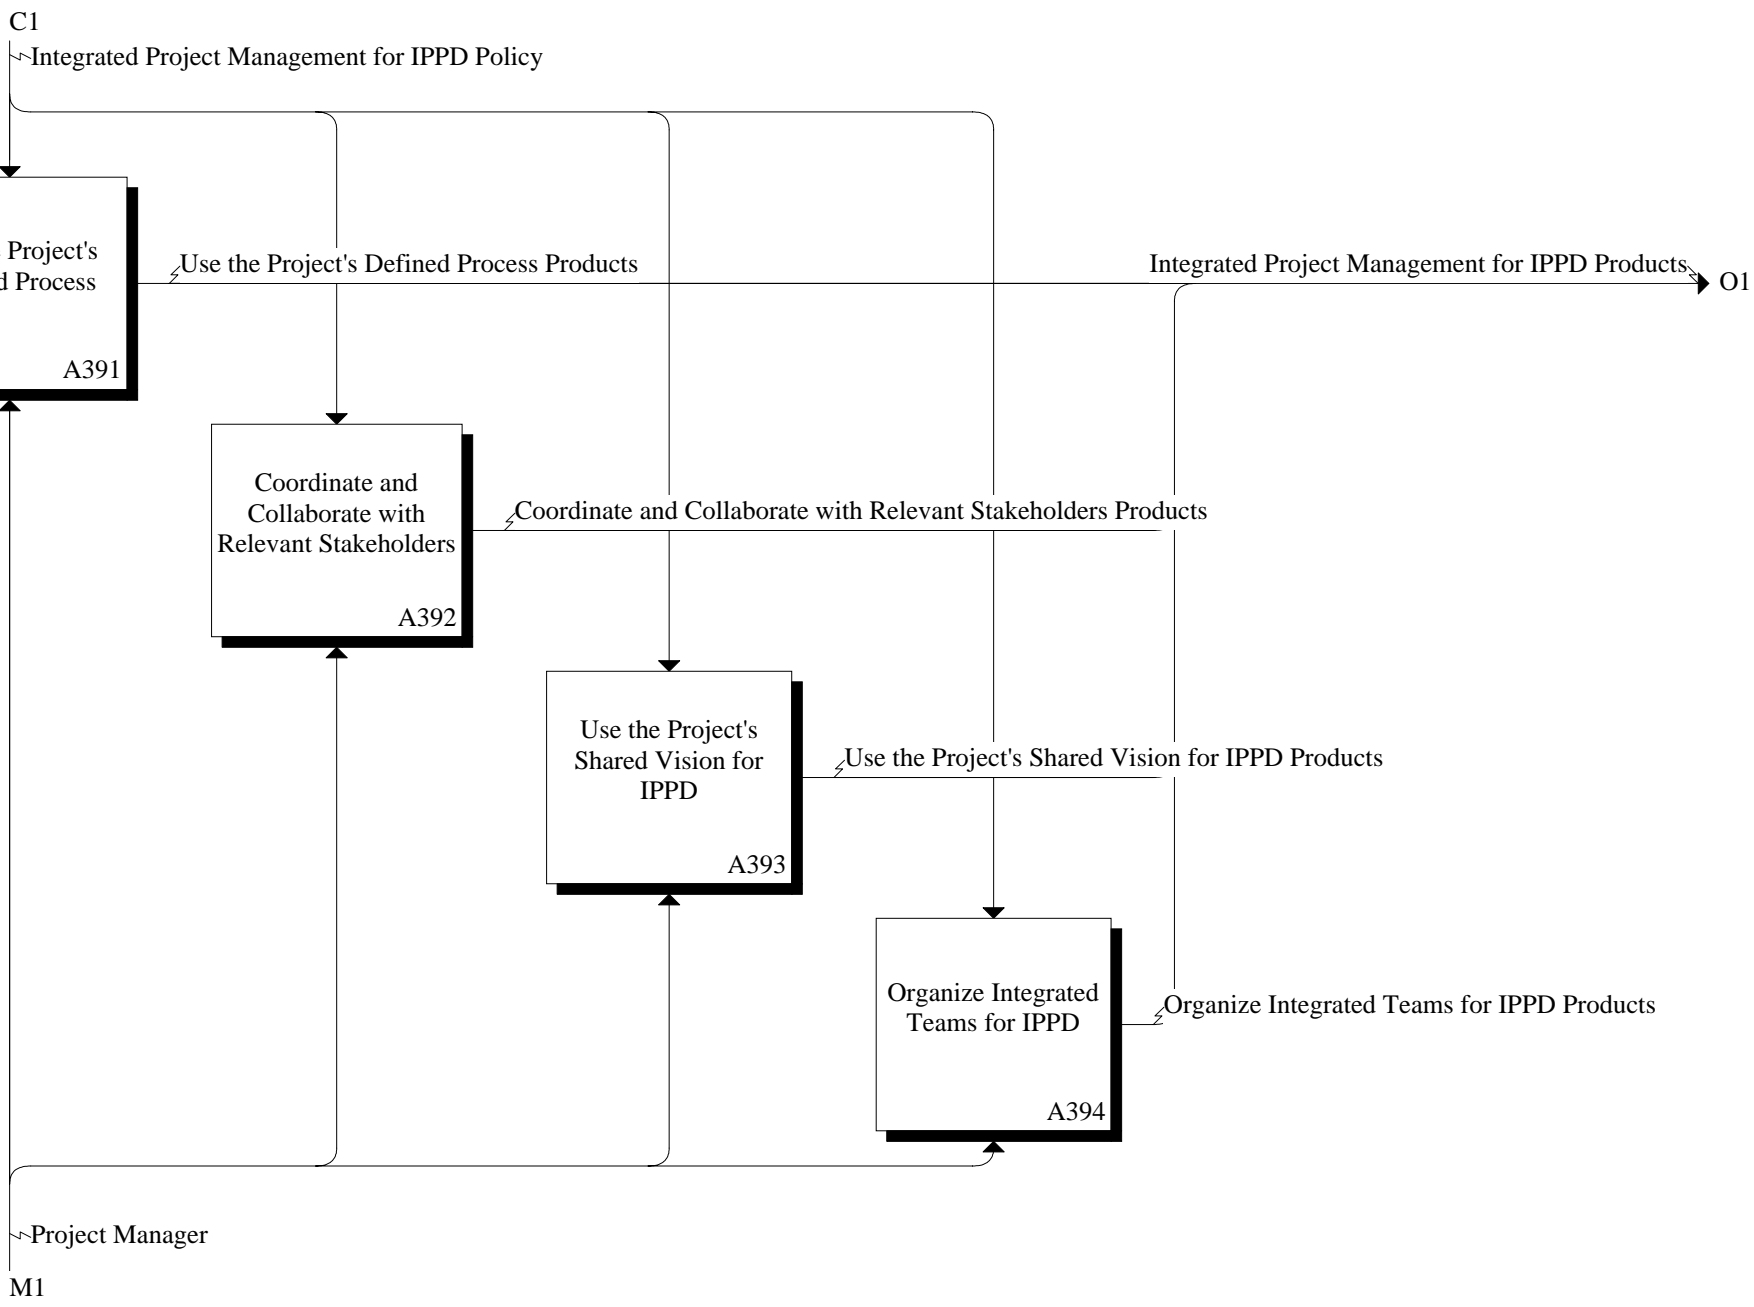 C1
Integrated Project Management for IPPD Policy
Project's
Process
A391
Use the Project's Defined Process Products
Integrated Project Management for IPPD Products
O1
Coordinate and
Collaborate with
Relevant Stakeholders
A392
Coordinate and Collaborate with Relevant Stakeholders Products
Use the Project's
Shared Vision for
IPPD
A393
Use the Project's Shared Vision for IPPD Products
Organize Integrated
Teams for IPPD
A394
Organize Integrated Teams for IPPD Products
Project Manager
M1